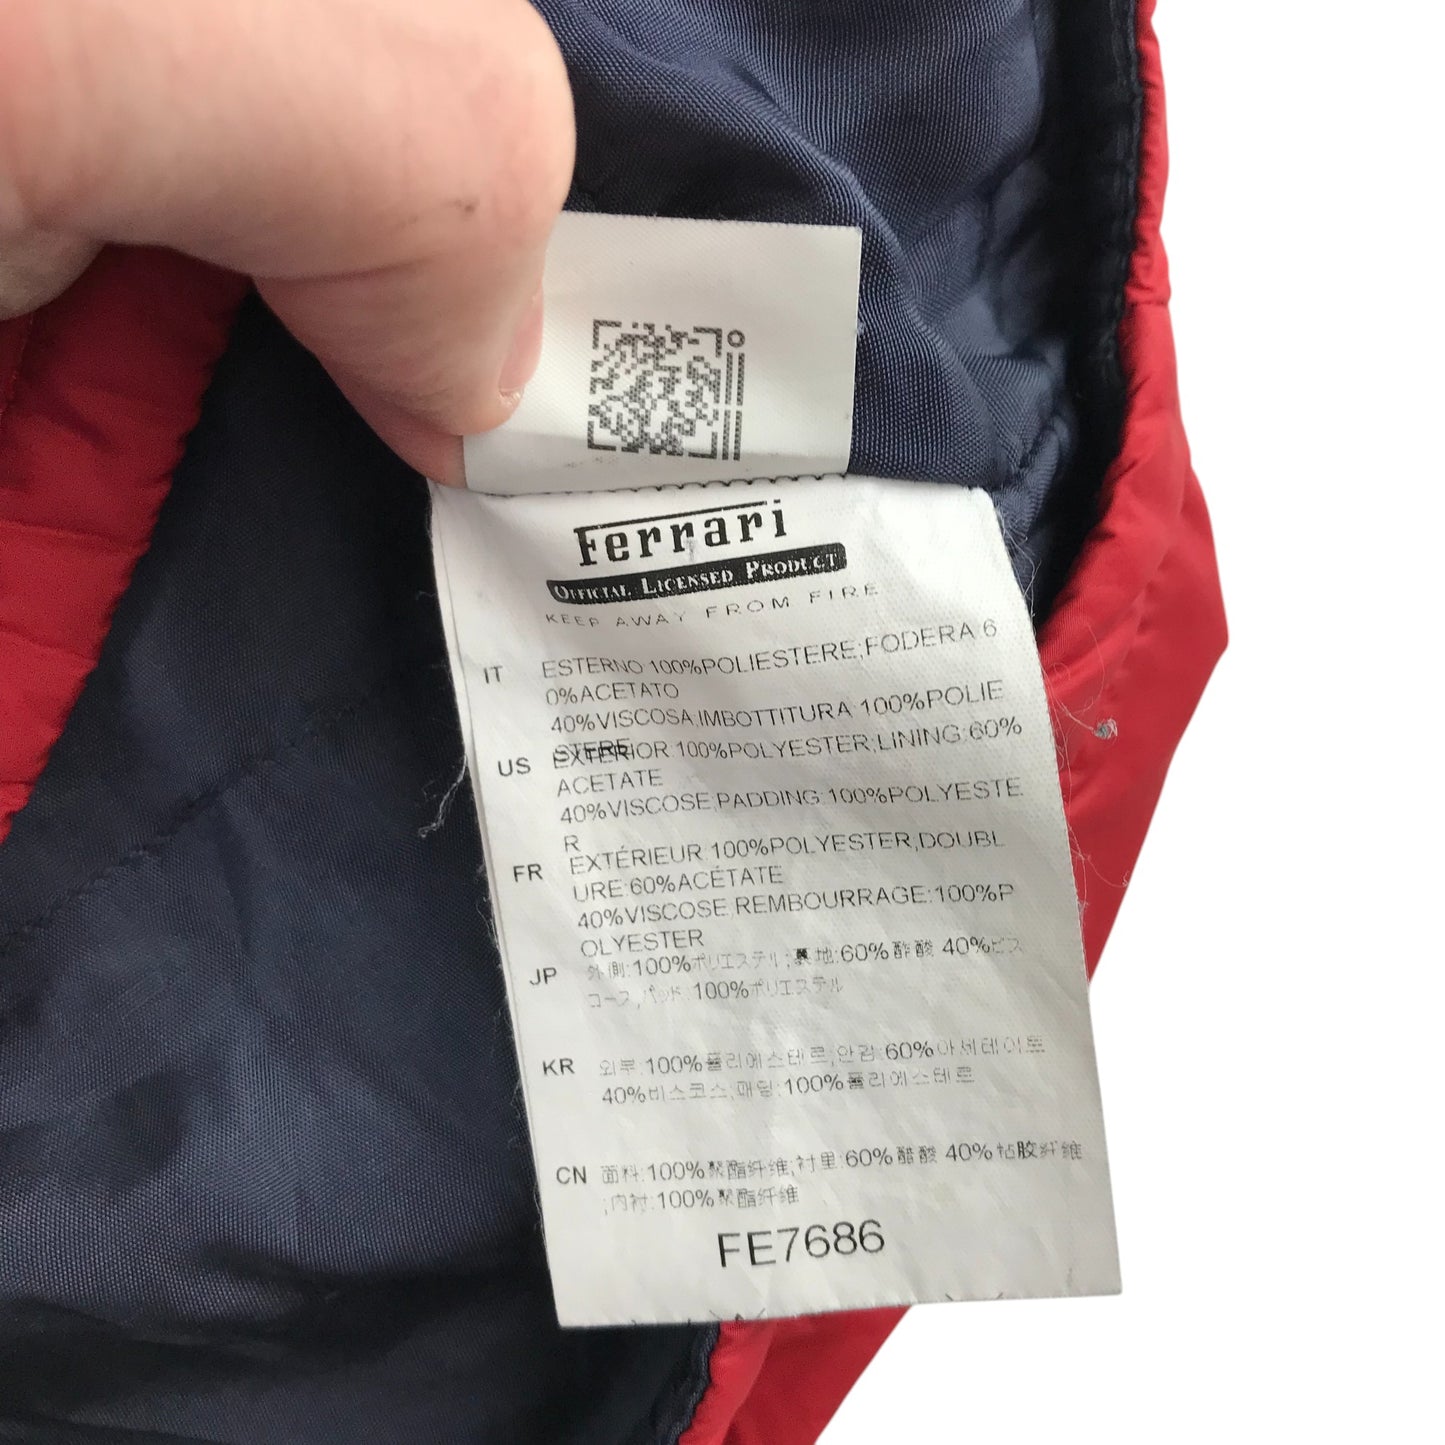 Ferrari
OFFICIAL LICENSED PRODUCT
KEEP AWAY FROM FIRE
IT ESTERNO:100%POLIESTERE;FODERA:6
0%ACETATO
40%VISCOSA,IMBOTTITURA:100%POLIE
STERE
US EXTERIOR:100%POLYESTER;LINING:60%
ACETATE
40%VISCOSE,PADDING:100%POLYESTE
R
FR EXTÉRIEUR:100%POLYESTER;DOUBL
URE:60%ACÉTATE
40%VISCOSE,REMBOURRAGE:100%P
OLYESTER
JP 外側:100%ポリエステル;裏地:60%酢酸 40%ビス
コース,パッド:100%ポリエステル
KR 외부:100%폴리에스테르;안감:60%아세테이트
40%비스코스;패딩:100%폴리에스테르
CN 面料:100%聚酯纤维;衬里:60%醋酸 40%粘胶纤维
;内衬:100%聚酯纤维
FE7686